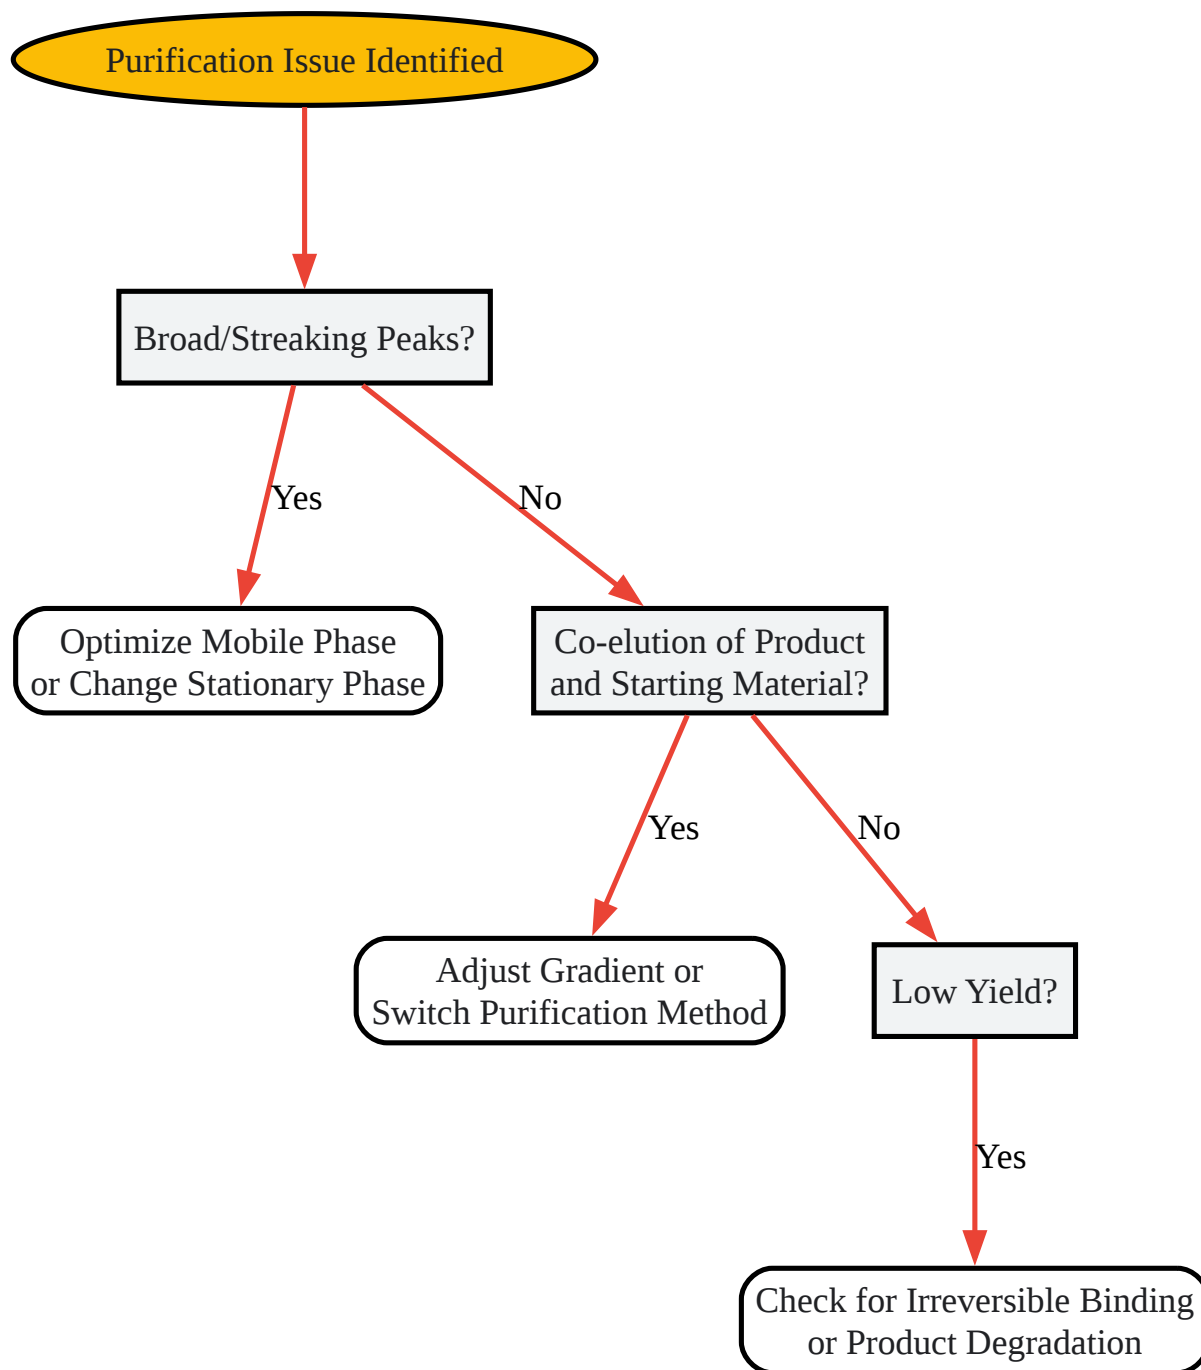 Purification Issue Identified
Broad/Streaking Peaks?
Yes
No
Optimize Mobile Phase
or Change Stationary Phase
Co-elution of Product
and Starting Material?
Yes
No
Adjust Gradient or
Switch Purification Method
Low Yield?
Yes
Check for Irreversible Binding
or Product Degradation